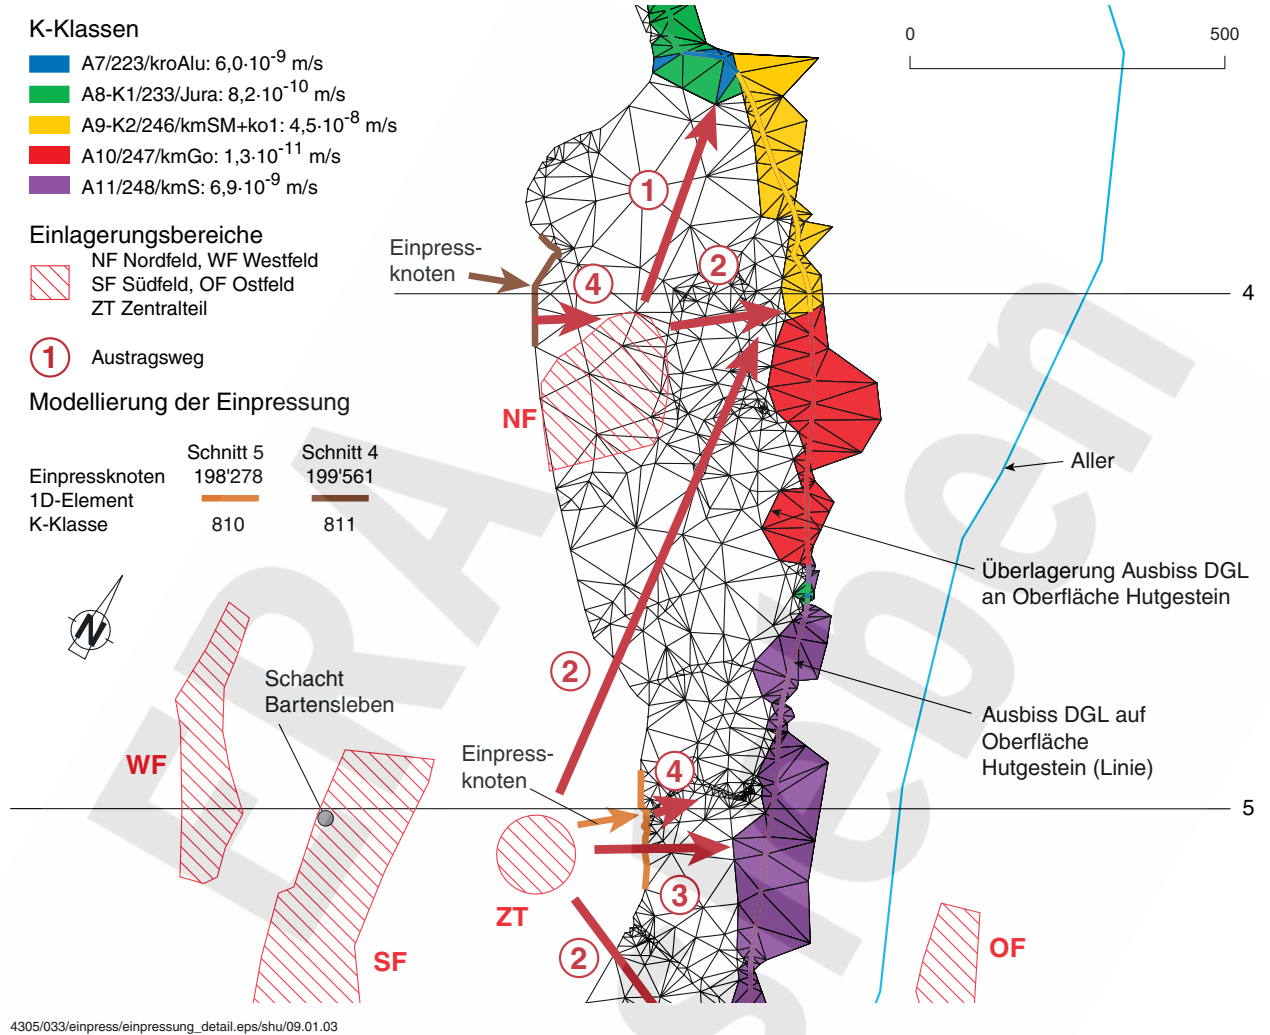 K-Klassen
A7/223/kroAlu: 6,0·10-9 m/s
A8-K1/233/Jura: 8,2·10-10 m/s
A9-K2/246/kmSM+ko1: 4,5·10-8 m/s
A10/247/kmGo: 1,3·10-11 m/s
A11/248/kmS: 6,9·10-9 m/s
Einlagerungsbereiche
NF Nordfeld, WF Westfeld
SF Südfeld, OF Ostfeld
ZT Zentralteil
1 Austragsweg
Modellierung der Einpressung
Schnitt 5 Schnitt 4
Einpressknoten 198'278 199'561
1D-Element
K-Klasse 810 811
0 500
1
Einpress-
knoten
4
2
4
NF
Aller
Überlagerung Ausbiss DGL
an Oberfläche Hutgestein
N
2
Schacht
Bartensleben
Ausbiss DGL auf
Oberfläche
Hutgestein (Linie)
WF
Einpress-
knoten
4
5
3
ZT
2
SF
OF
ERA
Morsleben
4305/033/einpress/einpressung_detail.eps/shu/09.01.03